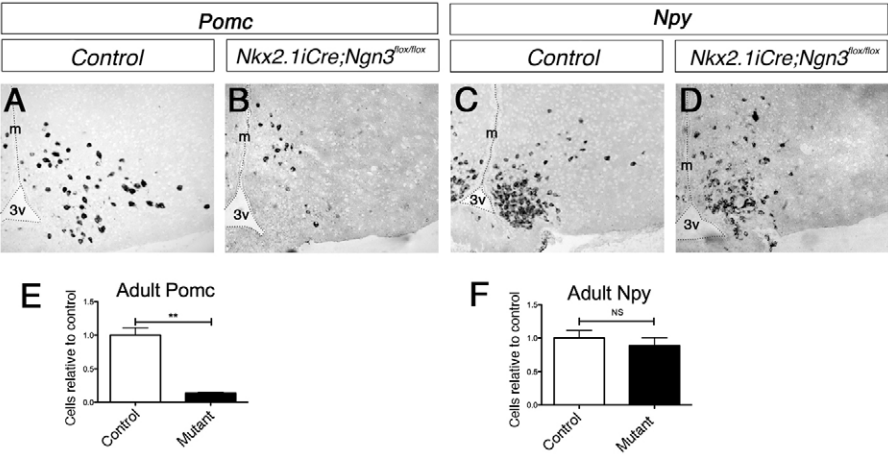 Pomc
Npy
Control
Nkx2.1iCre;Ngn3flox/flox
Control
Nkx2.1iCre;Ngn3flox/flox
A
m
3v
B
m
3v
C
m
3v
D
m
3v
E
Adult Pomc
Cells relative to control
1.5
1.0
0.5
0.0
**
Control
Mutant
F
Adult Npy
Cells relative to control
1.5
1.0
0.5
0.0
NS
Control
Mutant